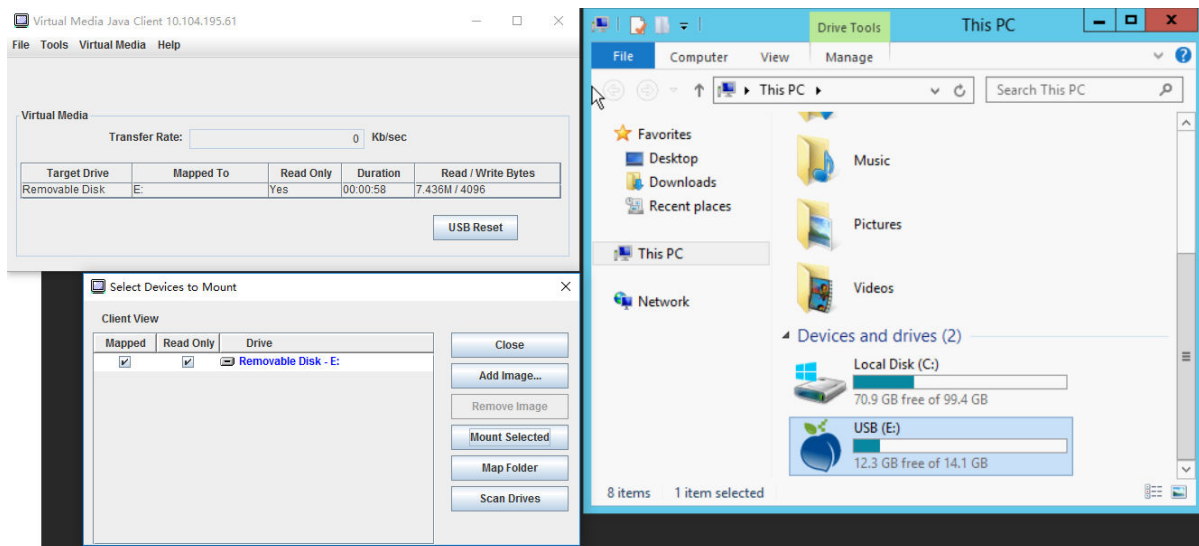 Virtual Media Java Client 10.104.195.61
File Tools Virtual Media Help
Virtual Media
Transfer Rate: 0 Kb/sec
Target Drive Mapped To Read Only Duration Read / Write Bytes
Removable Disk E: Yes 00:00:58 7.436M / 4096
USB Reset
Select Devices to Mount
Client View
Mapped Read Only Drive
Removable Disk - E:
Close
Add Image...
Remove Image
Mount Selected
Map Folder
Scan Drives
Drive Tools This PC
File Computer View Manage
This PC Search This PC
Favorites
Desktop
Downloads
Recent places
This PC
Network
Music
Pictures
Videos
Devices and drives (2)
Local Disk (C:)
70.9 GB free of 99.4 GB
USB (E:)
12.3 GB free of 14.1 GB
8 items 1 item selected